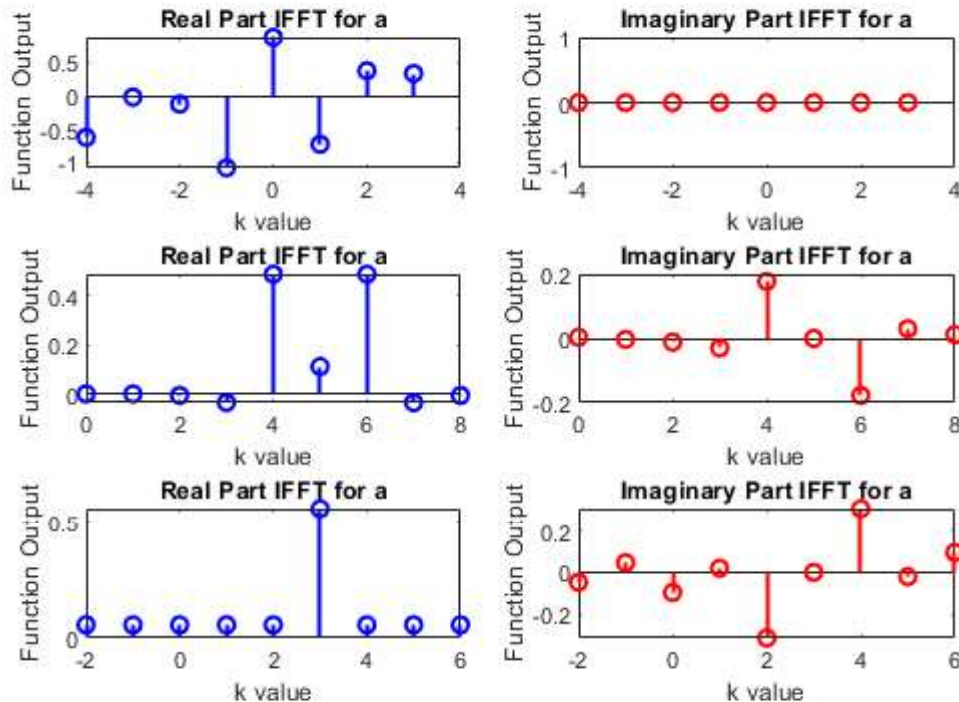 Real Part IFFT for a
Function Output
0.5
0
-0.5
-1
-4
-2
0
2
4
k value
Imaginary Part IFFT for a
Function Output
1
0
-1
-4
-2
0
2
4
k value
Real Part IFFT for a
Function Output
0.4
0.2
0
0
2
4
6
8
k value
Imaginary Part IFFT for a
Function Output
0.2
0
-0.2
0
2
4
6
8
k value
Real Part IFFT for a
Function Output
0.5
0
-2
0
2
4
6
k value
Imaginary Part IFFT for a
Function Output
0.2
0
-0.2
-2
0
2
4
6
k value